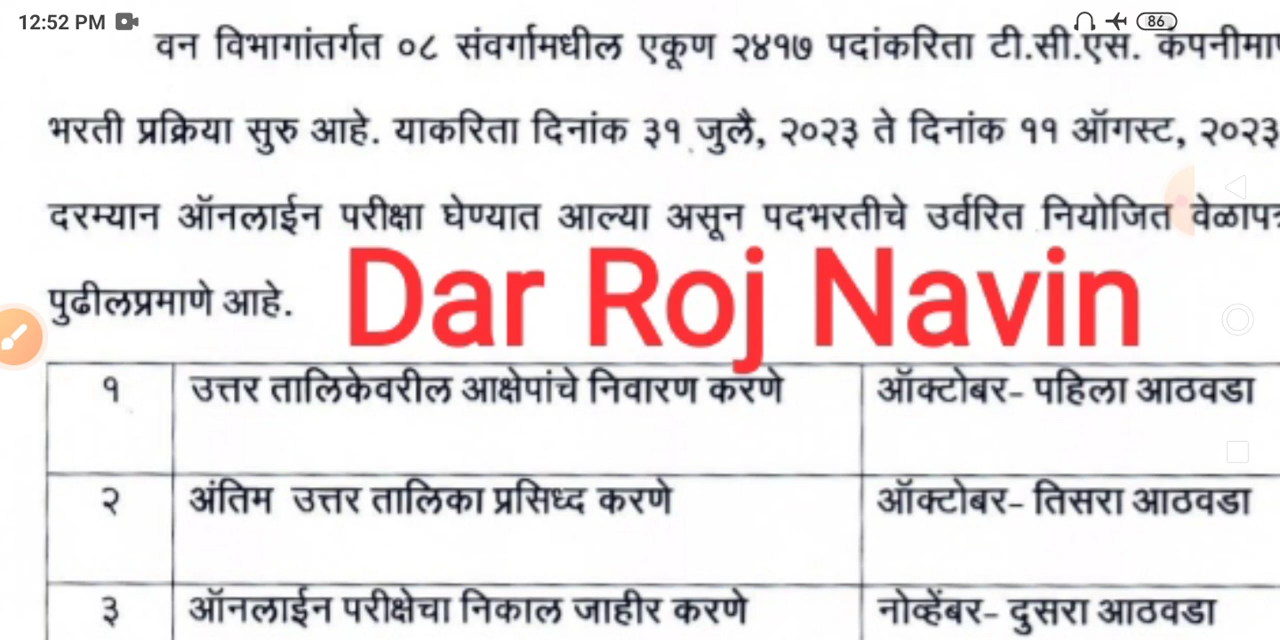 12:52 PM
86
वन विभागांतर्गत ०८ संवर्गामधील एकूण २४१७ पदांकरिता टी.सी.एस.
भरती प्रक्रिया सुरु आहे. याकरिता दिनांक ३१ जुलै, २०२३ ते दिनांक ११ ऑगस्ट, २०२३
दरम्यान ऑनलाईन परीक्षा घेण्यात आल्या असून पदभरतीचे उर्वरित नियोजित
पुढीलप्रमाणे आहे.
Dar Roj Navin
१ उत्तर तालिकेवरील आक्षेपांचे निवारण करणे ऑक्टोबर- पहिला आठवडा
२ अंतिम उत्तर तालिका प्रसिध्द करणे ऑक्टोबर- तिसरा आठवडा
३ ऑनलाईन परीक्षेचा निकाल जाहीर करणे नोव्हेंबर- दुसरा आठवडा